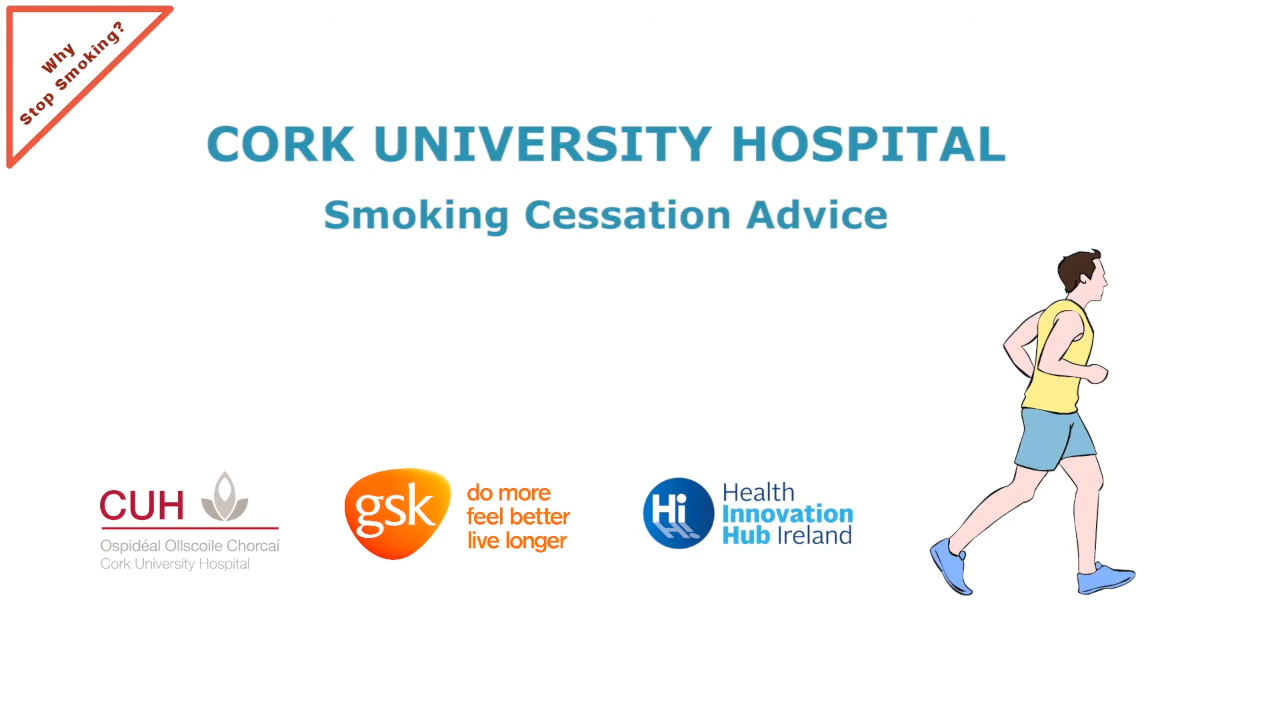 Why
Stop Smoking?
CORK UNIVERSITY HOSPITAL
Smoking Cessation Advice
CUH
Ospidéal Ollscoile Chorcaí
Cork University Hospital
gsk
do more
feel better
live longer
Hi
Health
Innovation
Hub Ireland